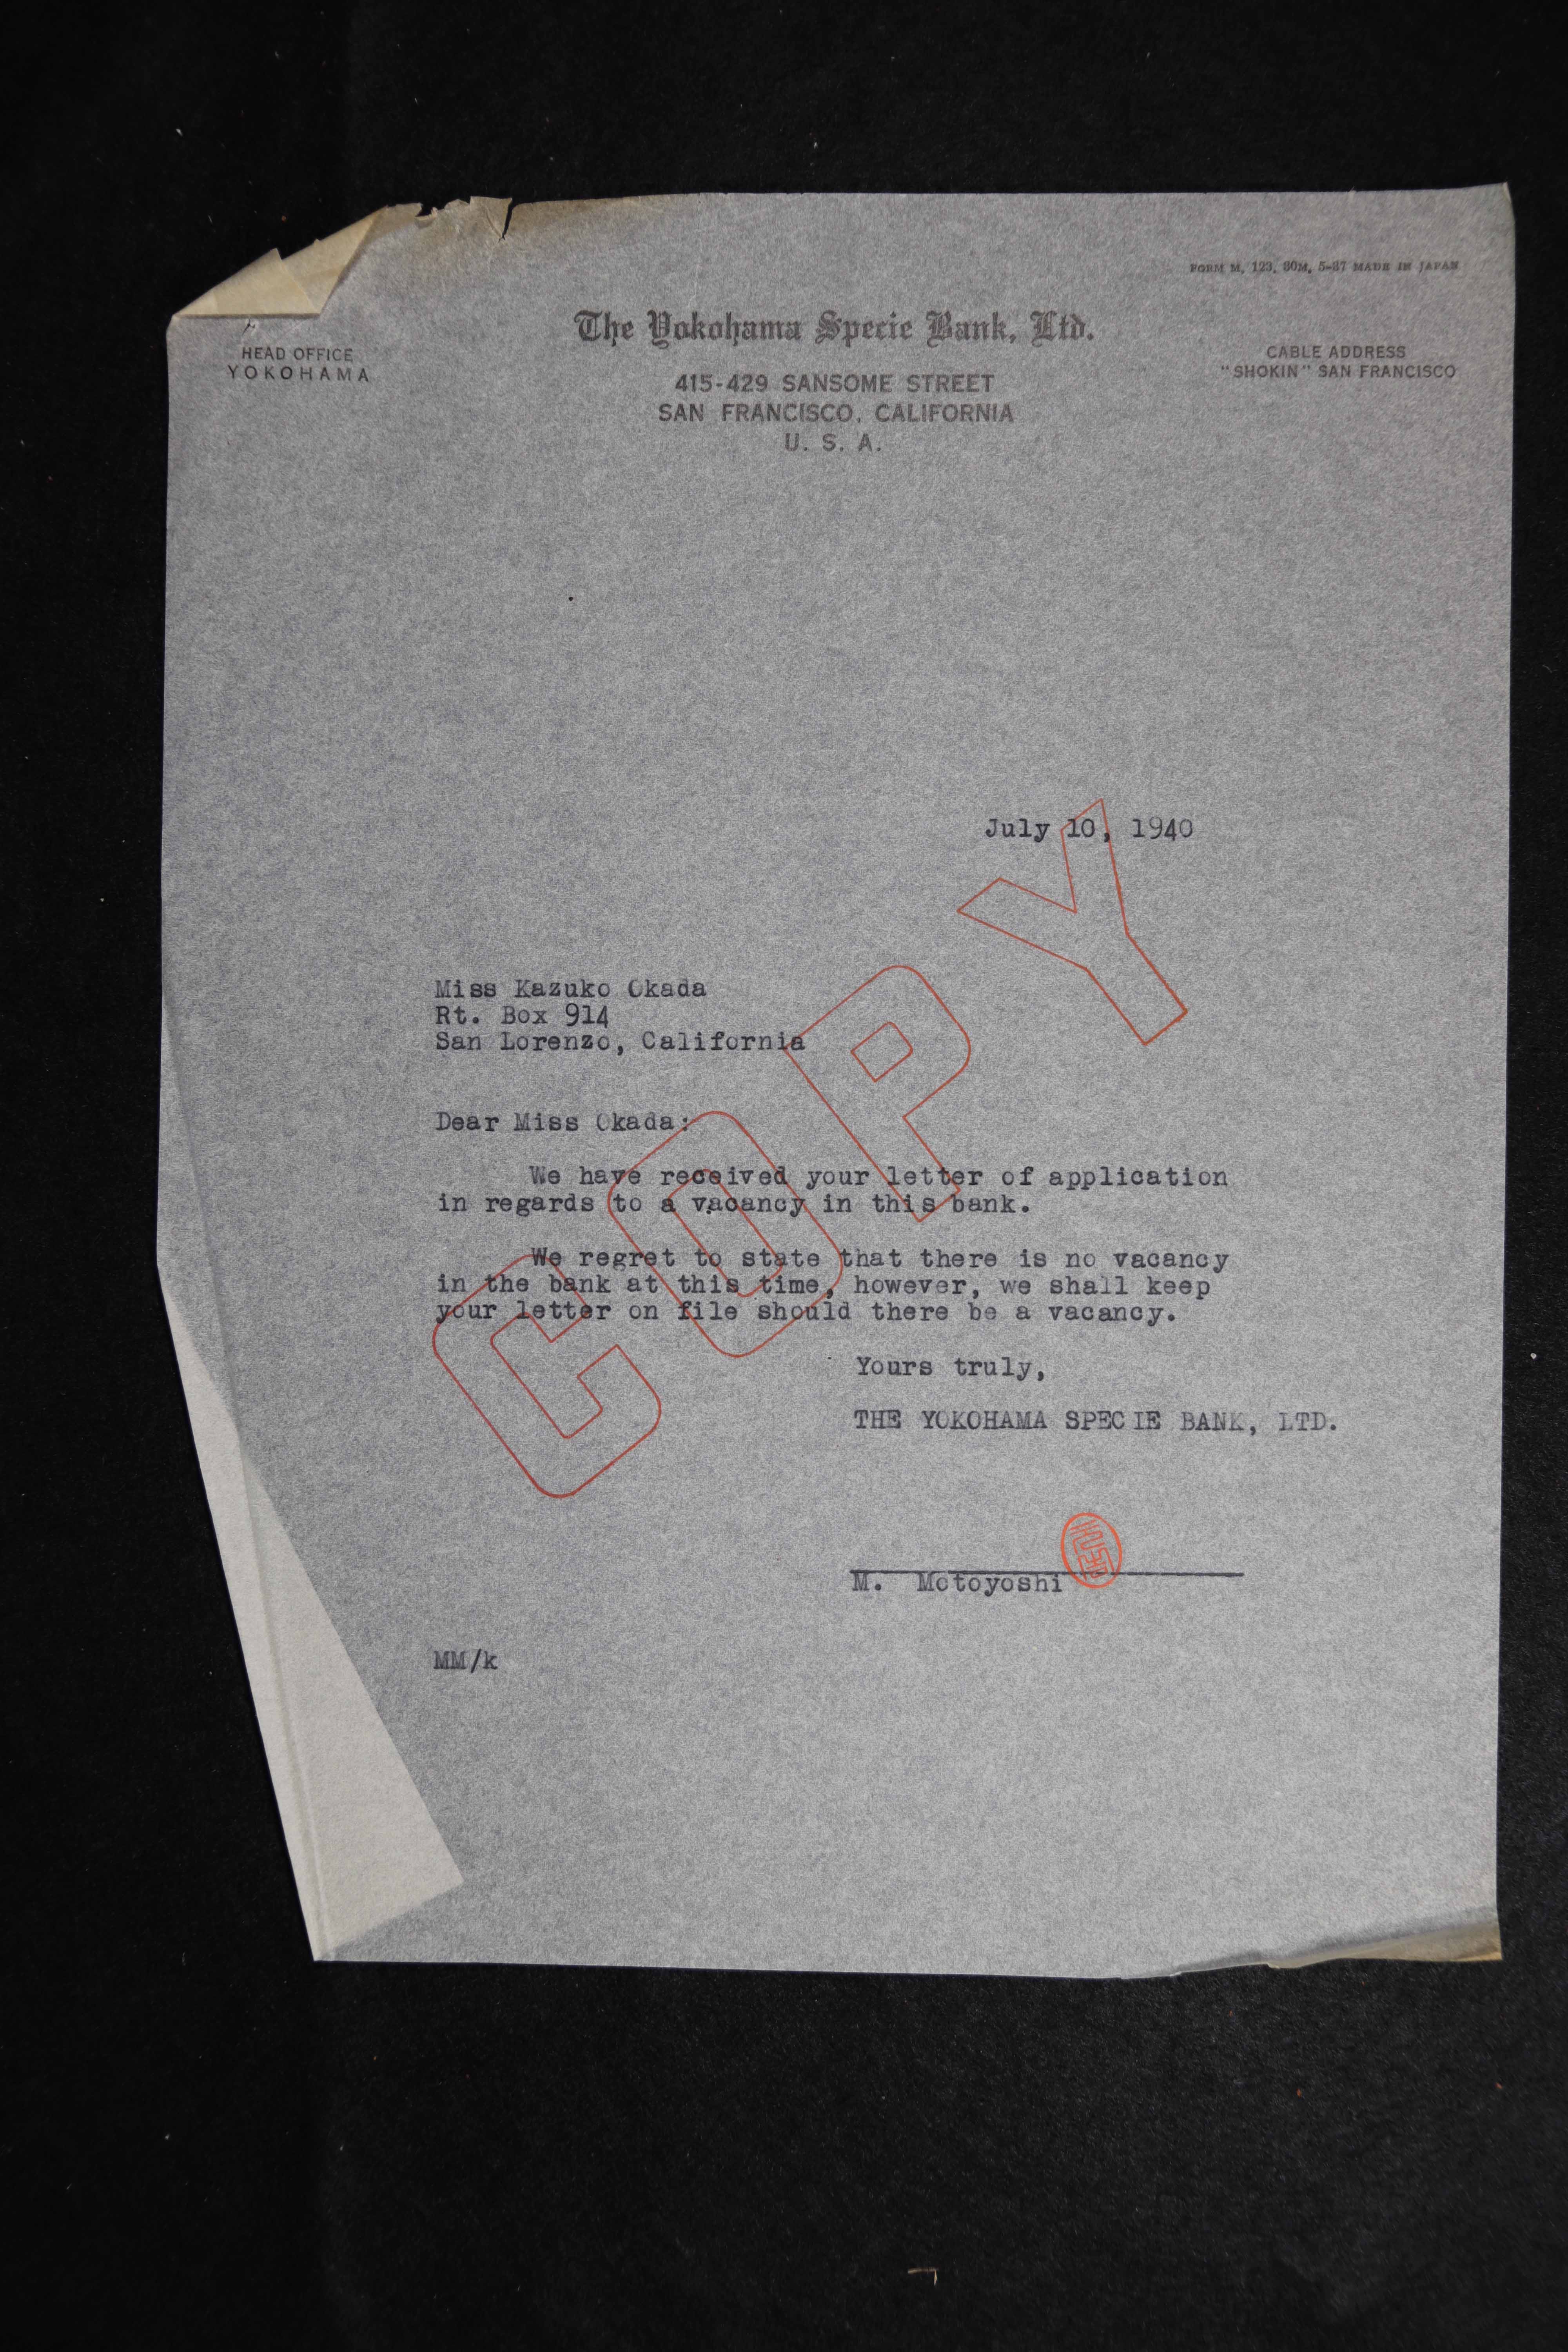 FORM M. 123. 80M. 5-37 MADE IN JAPAN
The Yokohama Specie Bank, Ltd.
HEAD OFFICE
YOKOHAMA
415-429 SANSOME STREET
SAN FRANCISCO, CALIFORNIA
U. S. A.
CABLE ADDRESS
"SHOKIN" SAN FRANCISCO
July 10, 1940
Miss Kazuko Okada
Rt. Box 914
San Lorenzo, California
Dear Miss Okada:
We have received your letter of application
in regards to a vacancy in this bank.
We regret to state that there is no vacancy
in the bank at this time, however, we shall keep
your letter on file should there be a vacancy.
COPY
Yours truly,
THE YOKOHAMA SPECIE BANK, LTD.
M. Motoyoshi
MM/k